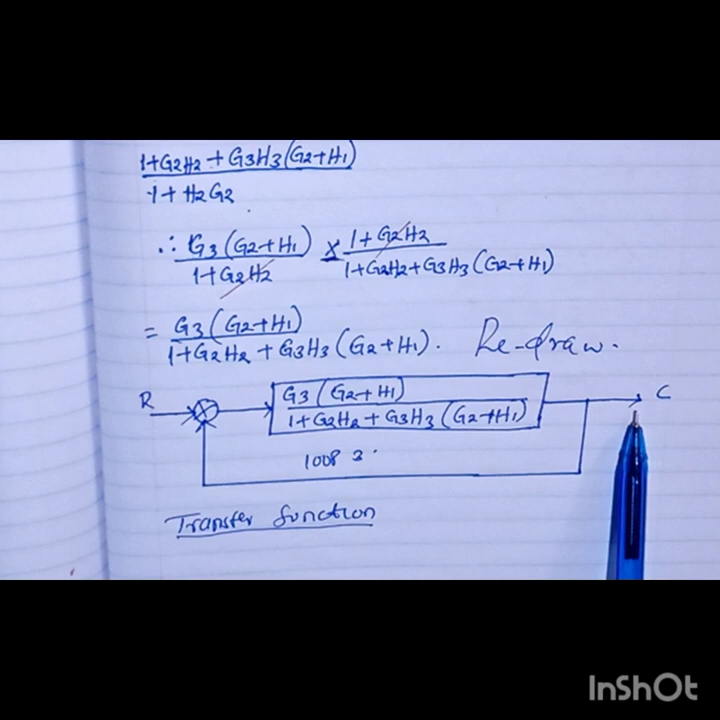 1+G2H2 + G3H3(G2+H1)
1 + H2G2
∴ G3(G2+H1) x 1+G2H2
1+G2H2 1+G2H2+G3H3(G2+H1)
= G3(G2+H1)
1+G2H2 + G3H3(G2+H1). Re-draw.
R G3(G2+H1) C
1+G2H2 + G3H3(G2+H1)
loop 3.
Transfer function
InShOt